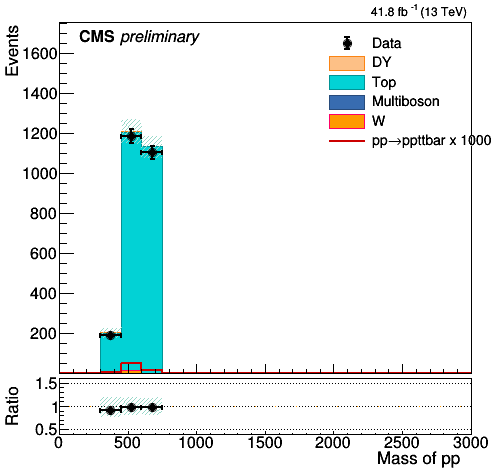 41.8 fb⁻¹ (13 TeV)
CMS preliminary
Events
1600
1400
1200
1000
800
600
400
200
Data
DY
Top
Multiboson
W
pp→ppttbar x 1000
Ratio
1.5
1
0.5
0 500 1000 1500 2000 2500 3000
Mass of pp